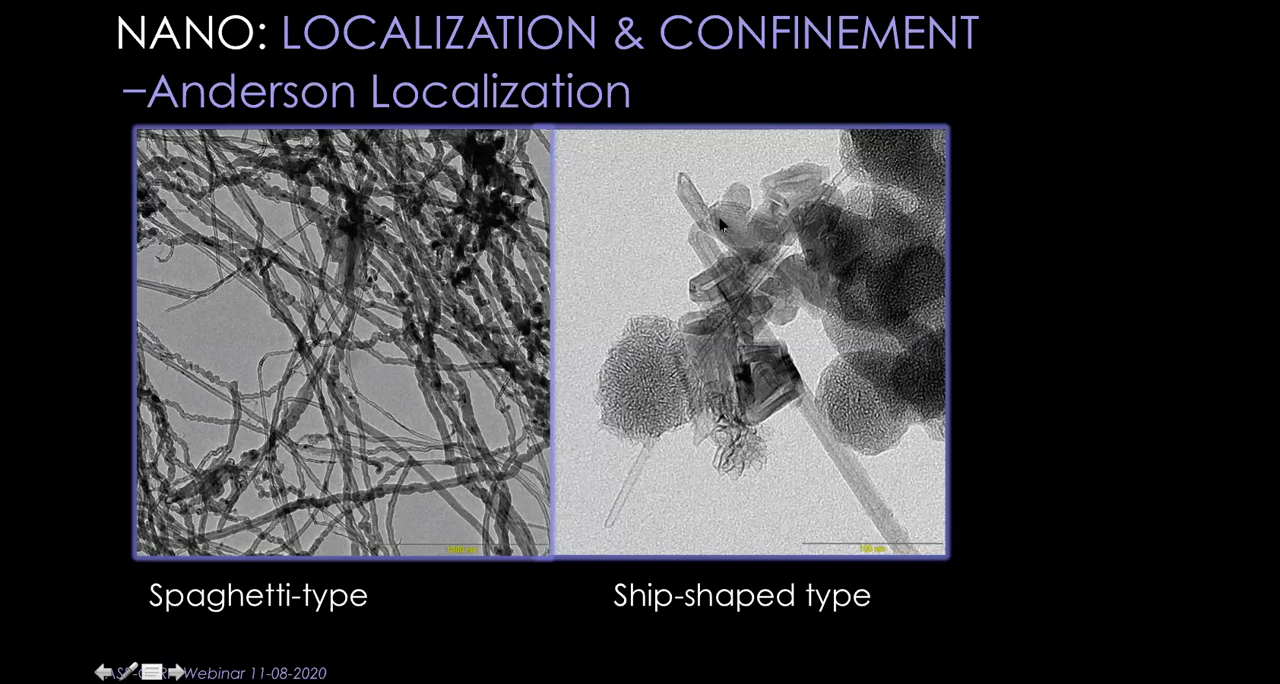 NANO: LOCALIZATION & CONFINEMENT
–Anderson Localization
Spaghetti-type
Ship-shaped type
Webinar 11-08-2020